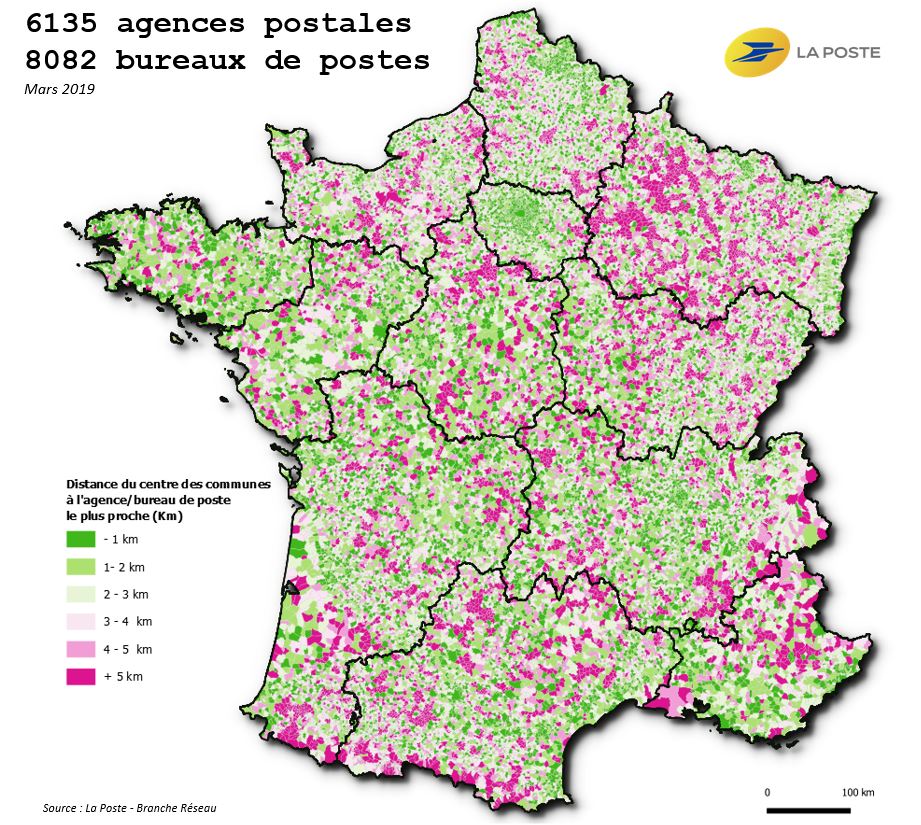 6135 agences postales
8082 bureaux de postes
Mars 2019
LA POSTE
Distance du centre des communes
à l'agence/bureau de poste
le plus proche (Km)
- 1 km
1- 2 km
2 - 3 km
3 - 4 km
4 - 5 km
+ 5 km
0 100 km
Source : La Poste - Branche Réseau